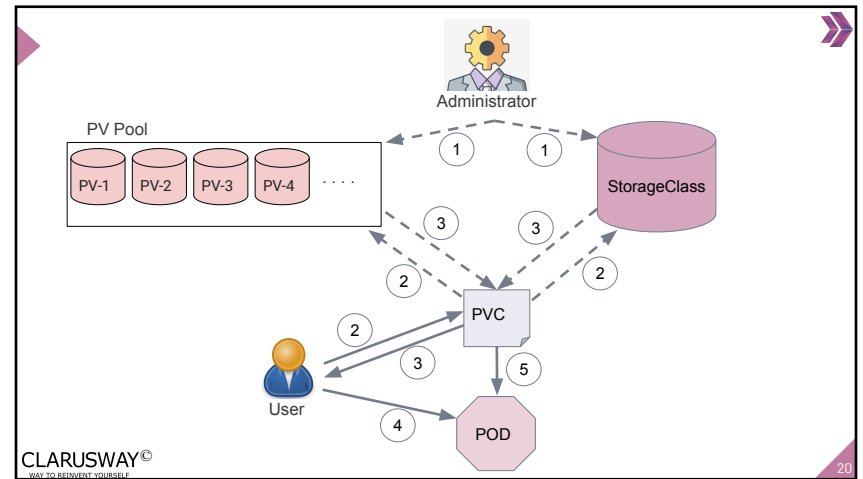 Administrator
PV Pool
1
1
PV-1 PV-2 PV-3 PV-4 ....
StorageClass
3
3
2
2
PVC
2
3
5
User
4
POD
CLARUSWAY©
WAY TO REINVENT YOURSELF
20